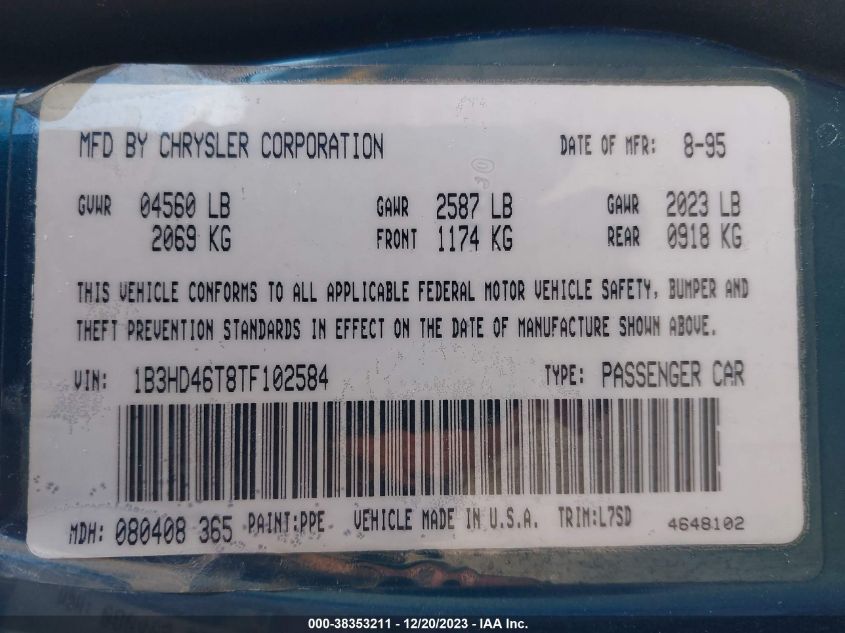 MFD BY CHRYSLER CORPORATION DATE OF MFR: 8-95
GVWR 04560 LB GAWR 2587 LB GAWR 2023 LB
2069 KG FRONT 1174 KG REAR 0918 KG
THIS VEHICLE CONFORMS TO ALL APPLICABLE FEDERAL MOTOR VEHICLE SAFETY, BUMPER AND
THEFT PREVENTION STANDARDS IN EFFECT ON THE DATE OF MANUFACTURE SHOWN ABOVE.
VIN: 1B3HD46T8TF102584 TYPE: PASSENGER CAR
MDH: 080408 365 PAINT:PPE VEHICLE MADE IN U.S.A. TRIM:L7SD 4648102
000-38353211 - 12/20/2023 - IAA Inc.